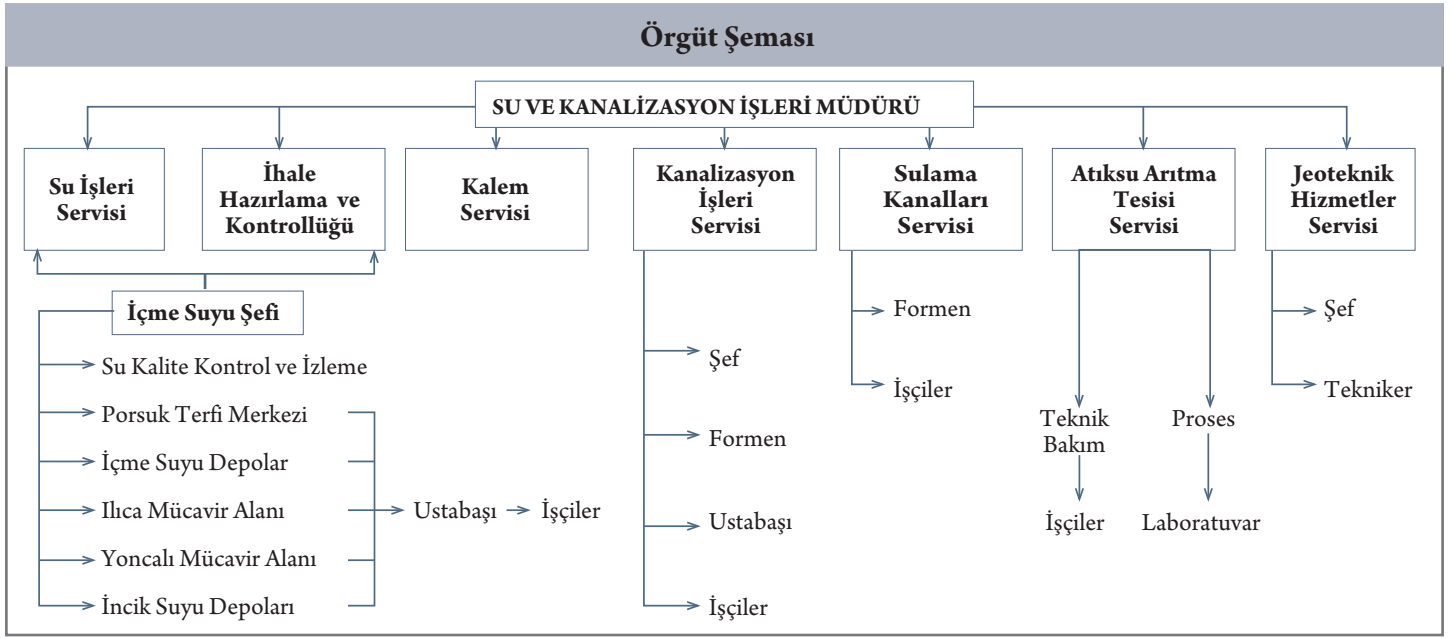 Örgüt Şeması
SU VE KANALİZASYON İŞLERİ MÜDÜRÜ
Su İşleri
Servisi
İhale
Hazırlama ve
Kontrollüğü
Kalem
Servisi
Kanalizasyon
İşleri
Servisi
Sulama
Kanalları
Servisi
Atıksu Arıtma
Tesisi
Servisi
Jeoteknik
Hizmetler
Servisi
İçme Suyu Şefi
Su Kalite Kontrol ve İzleme
Porsuk Terfi Merkezi
İçme Suyu Depolar
Ilıca Mücavir Alanı
Yoncalı Mücavir Alanı
İncik Suyu Depoları
Ustabaşı
İşçiler
Şef
Formen
Ustabaşı
İşçiler
Formen
İşçiler
Teknik
Bakım
İşçiler
Proses
Laboratuvar
Şef
Tekniker